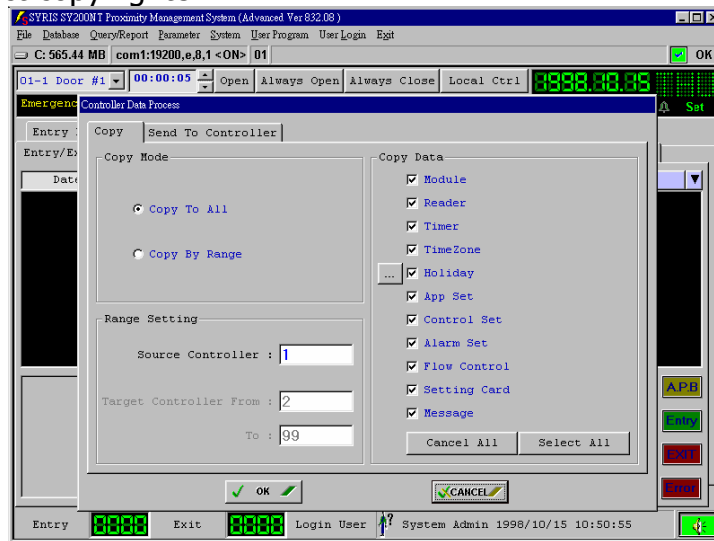 SYRIS SY200NT Proximity Management System (Advanced Ver 832.08 )
File Database Query/Report Parameter System User Program User Login Exit
C: 565.44 MB com1:19200,e,8,1 <ON> 01 OK
01-1 Door #1 00:00:05 Open Always Open Always Close Local Ctrl 8888.88.88
Emergenc Set
Controller Data Process
Entry
Entry/Ex
Date
Copy Send To Controller
Copy Mode
Copy To All
Copy By Range
Range Setting
Source Controller : 1
Target Controller From : 2
To : 99
Copy Data
Module
Reader
Timer
TimeZone
... Holiday
App Set
Control Set
Alarm Set
Flow Control
Setting Card
Message
Cancel All Select All
OK CANCEL
A.P.B
Entry
EXIT
Error
Entry 8888 Exit 8888 Login User System Admin 1998/10/15 10:50:55